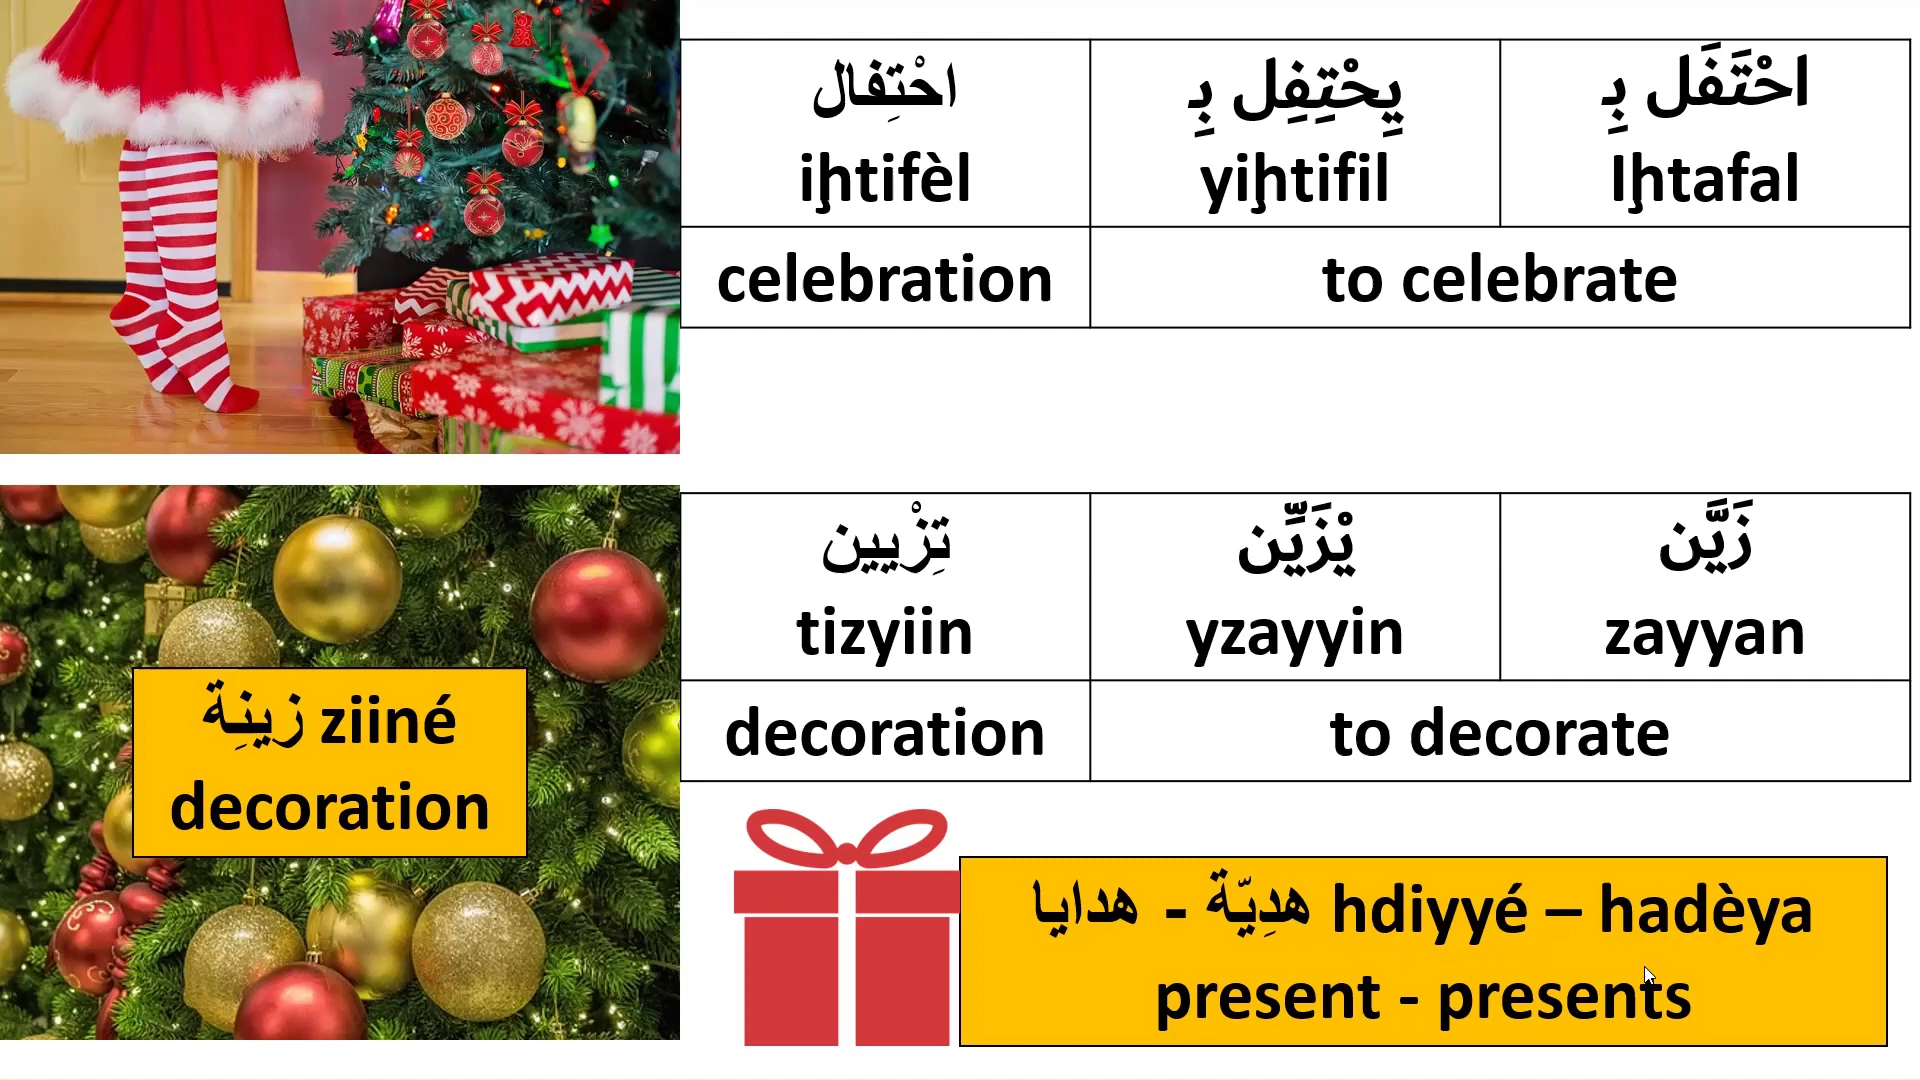 احْتِفال
iḩtifèl
يِحْتِفِل بِ
yiḩtifil
احْتَفَل بِ
Iḩtafal
celebration
to celebrate
تِزْيين
tizyiin
يْزَيِّن
yzayyin
زَيَّن
zayyan
decoration
to decorate
زينِة ziiné
decoration
هدِيّة - هدايا hdiyyé – hadèya
present - presents